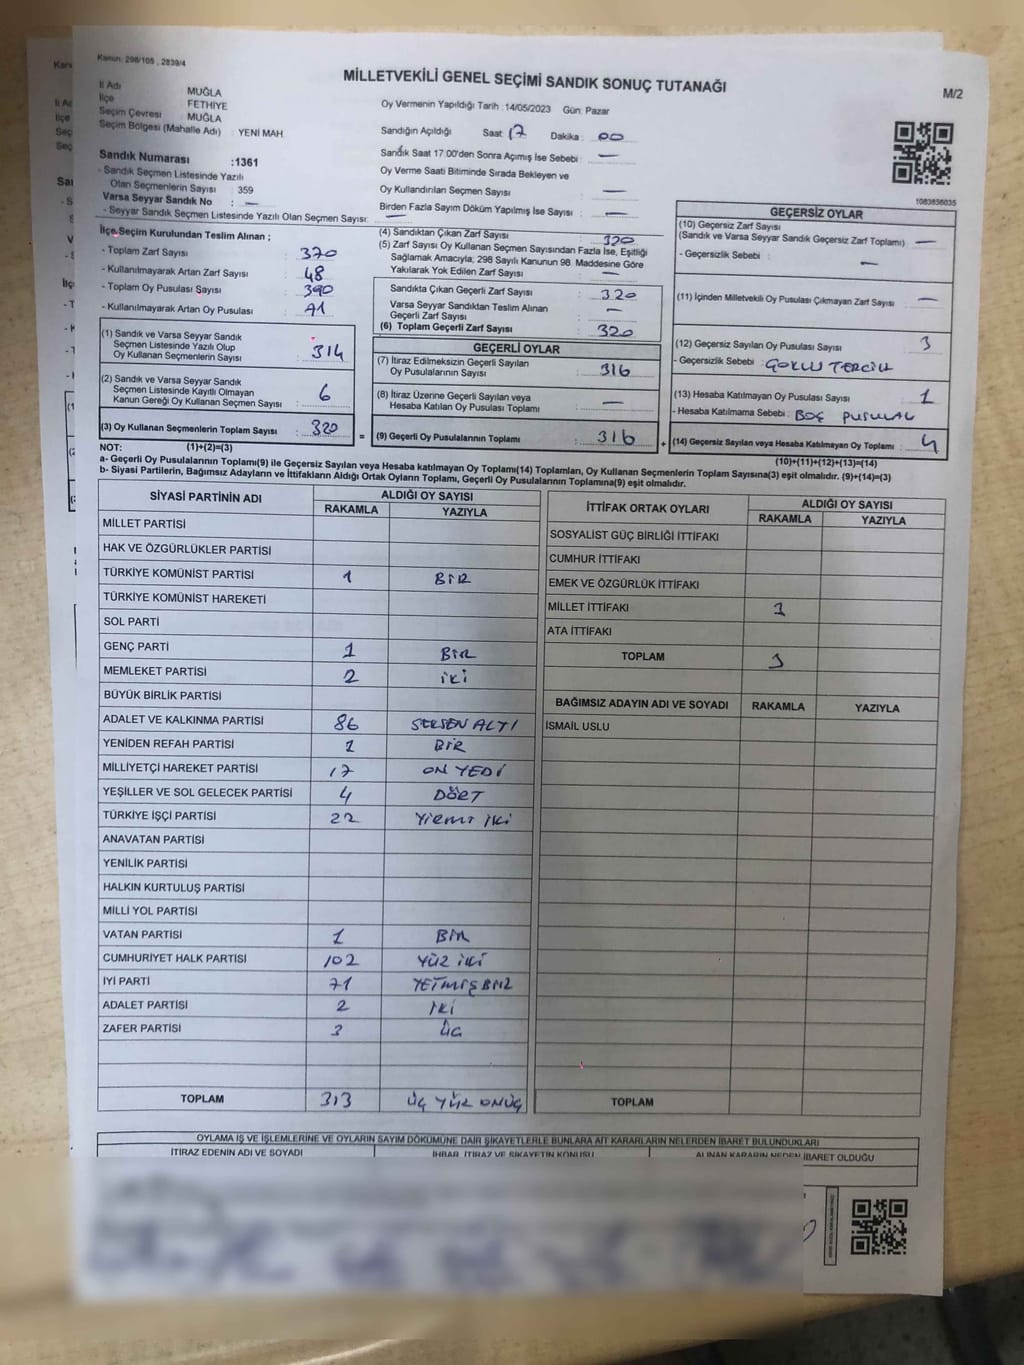 Kanun: 298/105 , 2839/4
MİLLETVEKİLİ GENEL SEÇİMİ SANDIK SONUÇ TUTANAĞI
M/2
İl Adı MUĞLA
İlçe FETHİYE
Seçim Çevresi MUĞLA
Seçim Bölgesi (Mahalle Adı) : YENİ MAH
Sandık Numarası :1361
- Sandık Seçmen Listesinde Yazılı
Olan Seçmenlerin Sayısı : 359
Varsa Seyyar Sandık No : —
- Seyyar Sandık Seçmen Listesinde Yazılı Olan Seçmen Sayısı: —
Oy Vermenin Yapıldığı Tarih :14/05/2023 Gün: Pazar
Sandığın Açıldığı Saat 17 Dakika : 00
Sandık Saat 17:00'den Sonra Açımış İse Sebebi : —
Oy Verme Saati Bitiminde Sırada Bekleyen ve
Oy Kullandırılan Seçmen Sayısı : —
Birden Fazla Sayım Döküm Yapılmış İse Sayısı : —
1083856035
İlçe Seçim Kurulundan Teslim Alınan ;
- Toplam Zarf Sayısı : 370
- Kullanılmayarak Artan Zarf Sayısı : 48
- Toplam Oy Pusulası Sayısı : 390
- Kullanılmayarak Artan Oy Pusulası : 71
(1) Sandık ve Varsa Seyyar Sandık
Seçmen Listesinde Yazılı Olup
Oy Kullanan Seçmenlerin Sayısı : 314
(2) Sandık ve Varsa Seyyar Sandık
Seçmen Listesinde Kayıtlı Olmayan
Kanun Gereği Oy Kullanan Seçmen Sayısı : 6
(3) Oy Kullanan Seçmenlerin Toplam Sayısı : 320
(4) Sandıktan Çıkan Zarf Sayısı : 320
(5) Zarf Sayısı Oy Kullanan Seçmen Sayısından Fazla İse, Eşitliği
Sağlamak Amacıyla; 298 Sayılı Kanunun 98. Maddesine Göre
Yakılarak Yok Edilen Zarf Sayısı : —
Sandıkta Çıkan Geçerli Zarf Sayısı : 320
Varsa Seyyar Sandıktan Teslim Alınan
Geçerli Zarf Sayısı : —
(6) Toplam Geçerli Zarf Sayısı : 320
GEÇERLİ OYLAR
(7) İtiraz Edilmeksizin Geçerli Sayılan
Oy Pusulalarının Sayısı : 316
(8) İtiraz Üzerine Geçerli Sayılan veya
Hesaba Katılan Oy Pusulası Toplamı : —
= (9) Geçerli Oy Pusulalarının Toplamı : 316
GEÇERSİZ OYLAR
(10) Geçersiz Zarf Sayısı
(Sandık ve Varsa Seyyar Sandık Geçersiz Zarf Toplamı) : —
- Geçersizlik Sebebi : —
(11) İçinden Milletvekili Oy Pusulası Çıkmayan Zarf Sayısı : —
(12) Geçersiz Sayılan Oy Pusulası Sayısı : 3
- Geçersizlik Sebebi : ÇOKLU TERCİH
(13) Hesaba Katılmayan Oy Pusulası Sayısı : 1
- Hesaba Katılmama Sebebi : BOŞ PUSULA
+ (14) Geçersiz Sayılan veya Hesaba Katılmayan Oy Toplamı : 4
NOT: (1)+(2)=(3) (10)+(11)+(12)+(13)=(14)
a- Geçerli Oy Pusulalarının Toplamı(9) ile Geçersiz Sayılan veya Hesaba katılmayan Oy Toplamı(14) Toplamları, Oy Kullanan Seçmenlerin Toplam Sayısına(3) eşit olmalıdır. (9)+(14)=(3)
b- Siyasi Partilerin, Bağımsız Adayların ve İttifakların Aldığı Ortak Oyların Toplamı, Geçerli Oy Pusulalarının Toplamına(9) eşit olmalıdır.
SİYASİ PARTİNİN ADI ALDIĞI OY SAYISI
RAKAMLA YAZIYLA
MİLLET PARTİSİ
HAK VE ÖZGÜRLÜKLER PARTİSİ
TÜRKİYE KOMÜNİST PARTİSİ 1 BİR
TÜRKİYE KOMÜNİST HAREKETİ
SOL PARTİ
GENÇ PARTİ 1 BİR
MEMLEKET PARTİSİ 2 İKİ
BÜYÜK BİRLİK PARTİSİ
ADALET VE KALKINMA PARTİSİ 86 SEKSEN ALTI
YENİDEN REFAH PARTİSİ 1 BİR
MİLLİYETÇİ HAREKET PARTİSİ 17 ON YEDİ
YEŞİLLER VE SOL GELECEK PARTİSİ 4 DÖRT
TÜRKİYE İŞÇİ PARTİSİ 22 YİRMİ İKİ
ANAVATAN PARTİSİ
YENİLİK PARTİSİ
HALKIN KURTULUŞ PARTİSİ
MİLLİ YOL PARTİSİ
VATAN PARTİSİ 1 BİR
CUMHURİYET HALK PARTİSİ 102 YÜZ İKİ
İYİ PARTİ 71 YETMİŞ BİR
ADALET PARTİSİ 2 İKİ
ZAFER PARTİSİ 3 ÜÇ
TOPLAM 313 ÜÇ YÜZ ONÜÇ
İTTİFAK ORTAK OYLARI ALDIĞI OY SAYISI
RAKAMLA YAZIYLA
SOSYALİST GÜÇ BİRLİĞİ İTTİFAKI
CUMHUR İTTİFAKI
EMEK VE ÖZGÜRLÜK İTTİFAKI
MİLLET İTTİFAKI 3
ATA İTTİFAKI
TOPLAM 3
BAĞIMSIZ ADAYIN ADI VE SOYADI RAKAMLA YAZIYLA
İSMAİL USLU
TOPLAM
OYLAMA İŞ VE İŞLEMLERİNE VE OYLARIN SAYIM DÖKÜMÜNE DAİR ŞİKAYETLERLE BUNLARA AİT KARARLARIN NELERDEN İBARET BULUNDUKLARI
İTİRAZ EDENİN ADI VE SOYADI İHBAR, İTİRAZ VE ŞİKAYETİN KONUSU ALINAN KARARIN NEDEN İBARET OLDUĞU